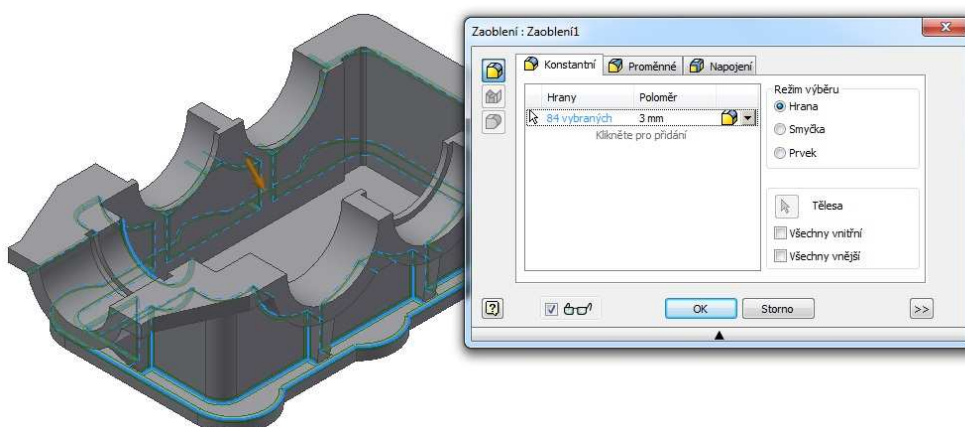 Zaoblení : Zaoblení1
Konstantní
Proměnné
Napojení
Hrany
Poloměr
84 vybraných
3 mm
Klikněte pro přidání
Režim výběru
Hrana
Smyčka
Prvek
Tělesa
Všechny vnitřní
Všechny vnější
OK
Storno
>>